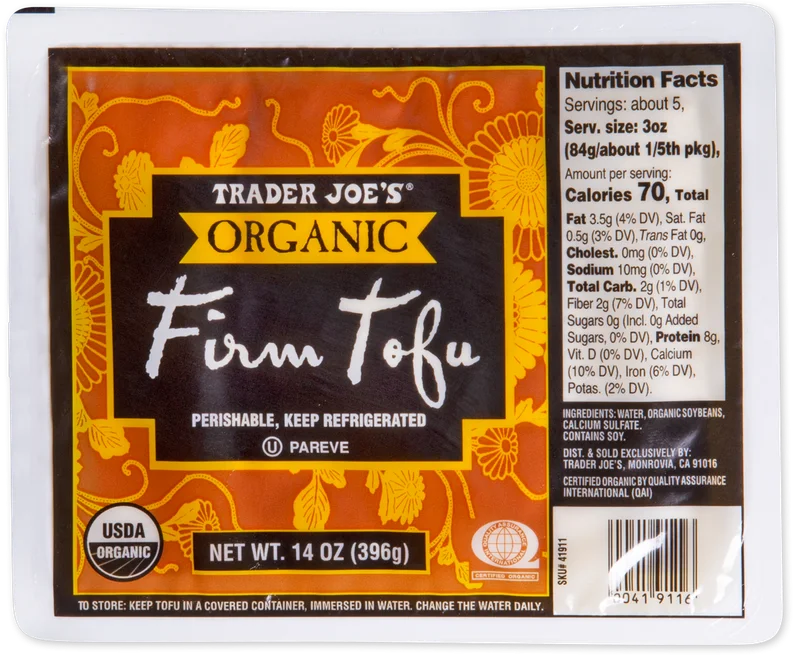 TRADER JOE'S®
ORGANIC
Firm Tofu
PERISHABLE, KEEP REFRIGERATED
U PAREVE
USDA
ORGANIC
NET WT. 14 OZ (396g)
QUALITY ASSURANCE
INTERNATIONAL
CERTIFIED ORGANIC
TO STORE: KEEP TOFU IN A COVERED CONTAINER, IMMERSED IN WATER. CHANGE THE WATER DAILY.
Nutrition Facts
Servings: about 5,
Serv. size: 3oz
(84g/about 1/5th pkg),
Amount per serving:
Calories 70, Total
Fat 3.5g (4% DV), Sat. Fat
0.5g (3% DV), Trans Fat 0g,
Cholest. 0mg (0% DV),
Sodium 10mg (0% DV),
Total Carb. 2g (1% DV),
Fiber 2g (7% DV), Total
Sugars 0g (Incl. 0g Added
Sugars, 0% DV), Protein 8g,
Vit. D (0% DV), Calcium
(10% DV), Iron (6% DV),
Potas. (2% DV).
INGREDIENTS: WATER, ORGANIC SOYBEANS,
CALCIUM SULFATE.
CONTAINS SOY.
DIST. & SOLD EXCLUSIVELY BY:
TRADER JOE'S, MONROVIA, CA 91016
CERTIFIED ORGANIC BY QUALITY ASSURANCE
INTERNATIONAL (QAI)
SKU# 41911
0041 9116